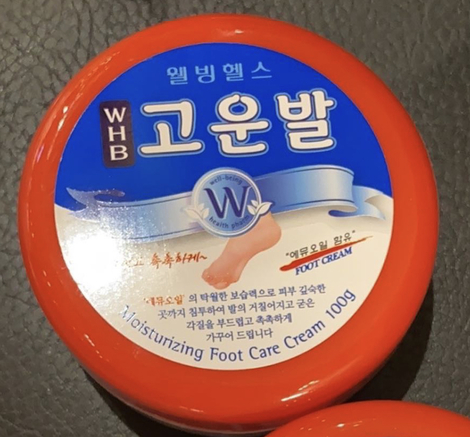 웰빙헬스
WHB
고운발
well-being
W
촉촉하게~
"에뮤오일 함유"
FOOT CREAM
'에뮤오일'의 탁월한 보습력으로 피부 깊숙한
곳까지 침투하여 발의 거칠어지고 굳은
각질을 부드럽고 촉촉하게
가꾸어 드립니다
Moisturizing Foot Care Cream 100g